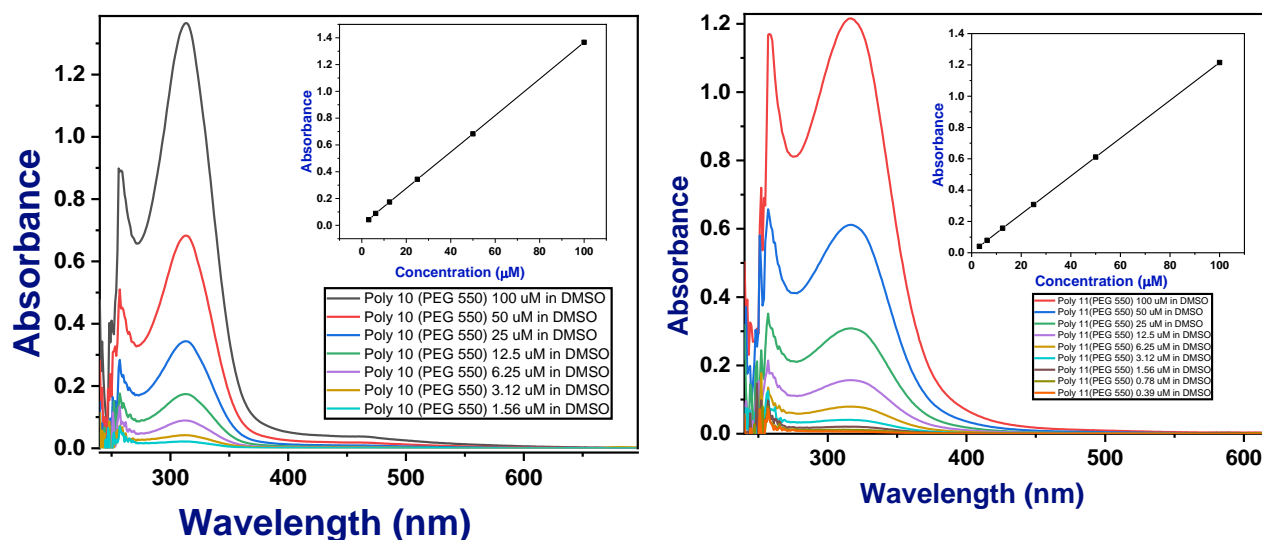 Absorbance
1.2
1.0
0.8
0.6
0.4
0.2
0.0
300
400
500
600
Wavelength (nm)
Absorbance
1.4
1.2
1.0
0.8
0.6
0.4
0.2
0.0
0
20
40
60
80
100
Concentration (μM)
Poly 10 (PEG 550) 100 uM in DMSO
Poly 10 (PEG 550) 50 uM in DMSO
Poly 10 (PEG 550) 25 uM in DMSO
Poly 10 (PEG 550) 12.5 uM in DMSO
Poly 10 (PEG 550) 6.25 uM in DMSO
Poly 10 (PEG 550) 3.12 uM in DMSO
Poly 10 (PEG 550) 1.56 uM in DMSO
Absorbance
1.2
1.0
0.8
0.6
0.4
0.2
0.0
300
400
500
600
Wavelength (nm)
Absorbance
1.4
1.2
1.0
0.8
0.6
0.4
0.2
0.0
0
20
40
60
80
100
Concentration (μM)
Poly 11(PEG 550) 100 uM in DMSO
Poly 11(PEG 550) 50 uM in DMSO
Poly 11(PEG 550) 25 uM in DMSO
Poly 11(PEG 550) 12.5 uM in DMSO
Poly 11(PEG 550) 6.25 uM in DMSO
Poly 11(PEG 550) 3.12 uM in DMSO
Poly 11(PEG 550) 1.56 uM in DMSO
Poly 11(PEG 550) 0.78 uM in DMSO
Poly 11(PEG 550) 0.39 uM in DMSO